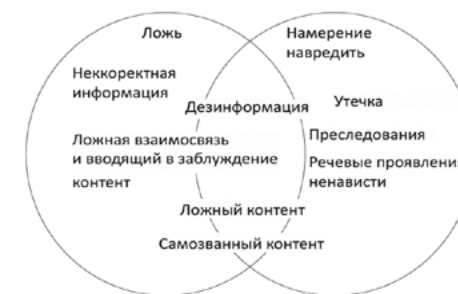 Ложь
Неккоректная
информация
Ложная взаимосвязь
и вводящий в заблуждение
контент
Дезинформация
Ложный контент
Самозванный контент
Намерение
навредить
Утечка
Преследования
Речевые проявления
ненависти